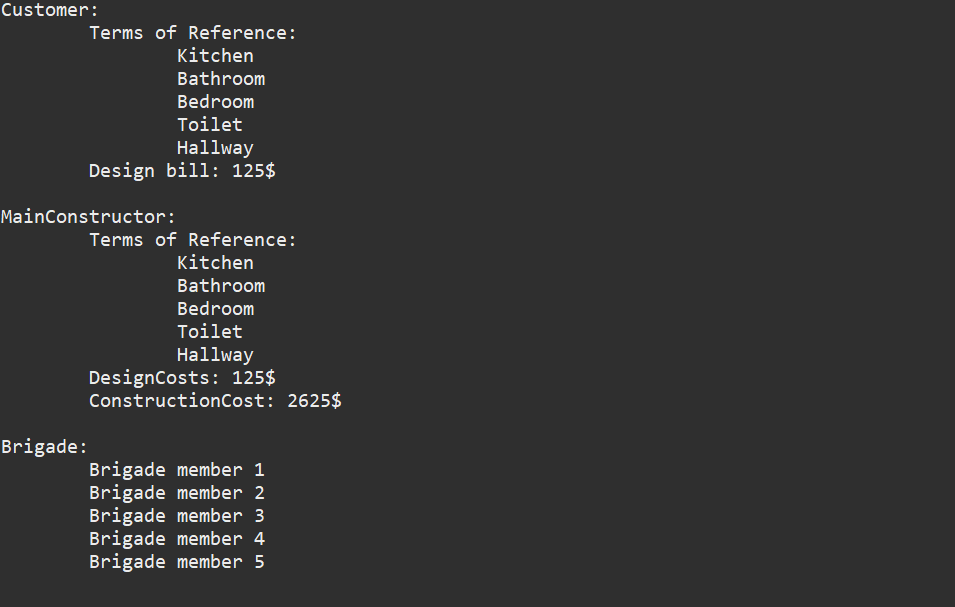 Customer:
Terms of Reference:
Kitchen
Bathroom
Bedroom
Toilet
Hallway
Design bill: 125$
MainConstructor:
Terms of Reference:
Kitchen
Bathroom
Bedroom
Toilet
Hallway
DesignCosts: 125$
ConstructionCost: 2625$
Brigade:
Brigade member 1
Brigade member 2
Brigade member 3
Brigade member 4
Brigade member 5